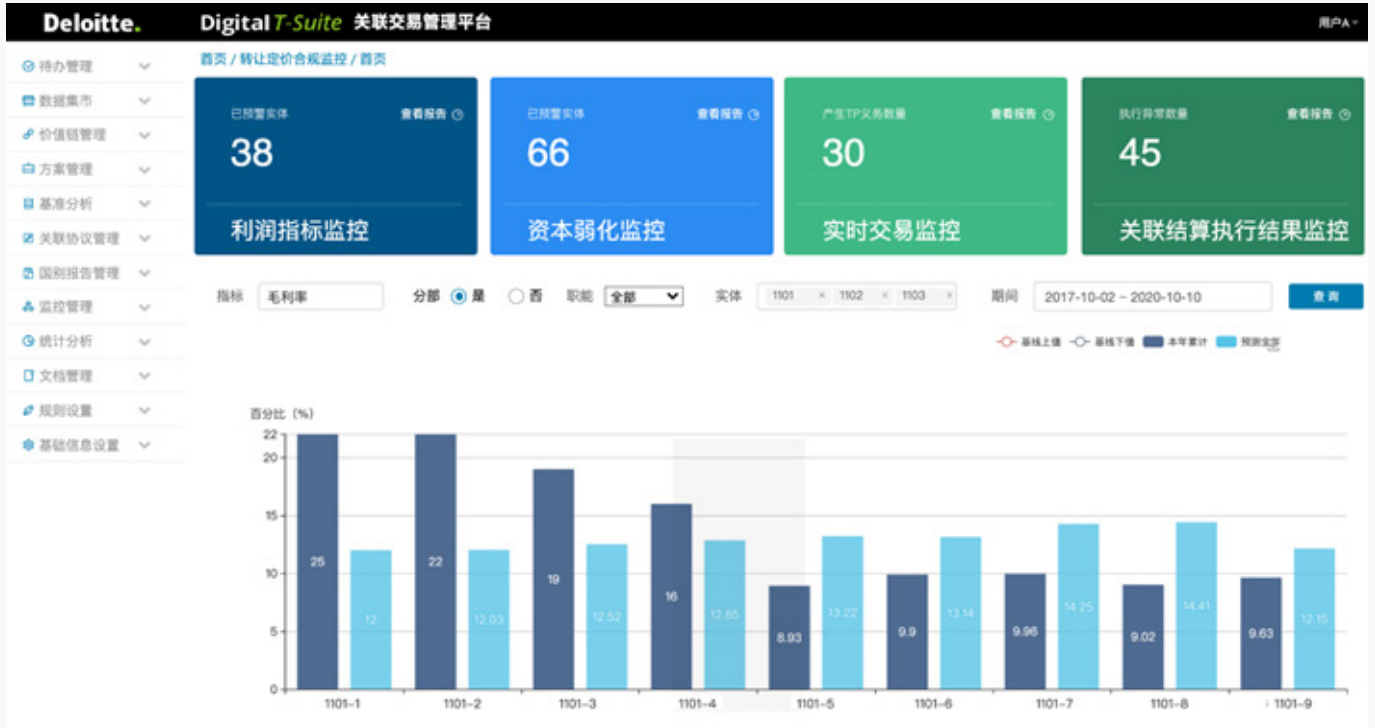 Deloitte.
Digital T-Suite 关联交易管理平台
用户A
首页 / 转让定价合规监控 / 首页
待办管理
数据集市
价值链管理
方案管理
基准分析
关联协议管理
国别报告管理
监控管理
统计分析
文档管理
规则设置
基础信息设置
已预警实体 查看报告
38
利润指标监控
已预警实体 查看报告
66
资本弱化监控
产生TP义务数量 查看报告
30
实时交易监控
执行异常数量 查看报告
45
关联结算执行结果监控
指标 毛利率 分部 是 否 职能 全部 实体 1101 × 1102 × 1103 × 期间 2017-10-02 ~ 2020-10-10 查询
基线上值 基线下值 本年累计 预测全年
百分比（%）
22
20
15
10
5
0
25
12
22
12.03
19
12.52
16
12.85
8.93
13.22
9.9
13.14
9.96
14.25
9.02
14.41
9.63
12.15
1101-1 1101-2 1101-3 1101-4 1101-5 1101-6 1101-7 1101-8 1101-9